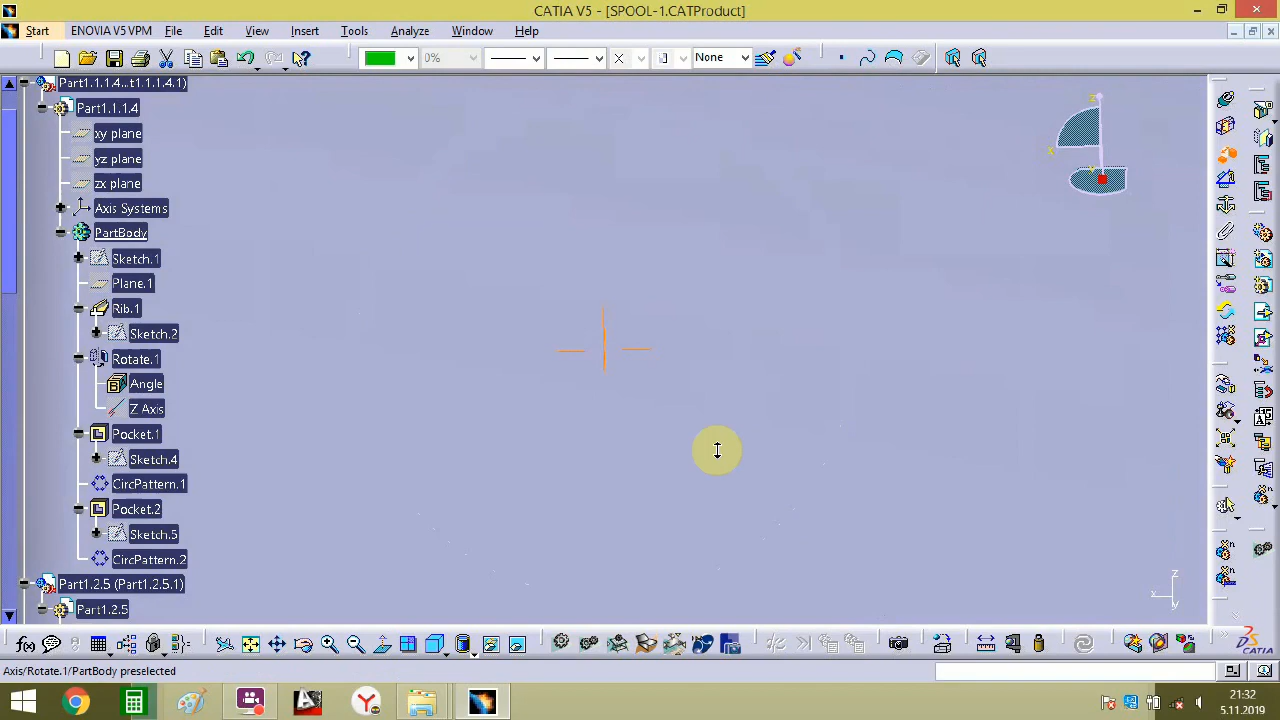 CATIA V5 - [SPOOL-1.CATProduct]
Start ENOVIA V5 VPM File Edit View Insert Tools Analyze Window Help
0% None
Part1.1.1.4...t1.1.1.4.1)
Part1.1.1.4
xy plane
yz plane
zx plane
Axis Systems
PartBody
Sketch.1
Plane.1
Rib.1
Sketch.2
Rotate.1
Angle
Z Axis
Pocket.1
Sketch.4
CircPattern.1
Pocket.2
Sketch.5
CircPattern.2
Part1.2.5 (Part1.2.5.1)
Part1.2.5
z
x
z
x
y
f(x)
CATIA
Axis/Rotate.1/PartBody preselected
21:32
5.11.2019